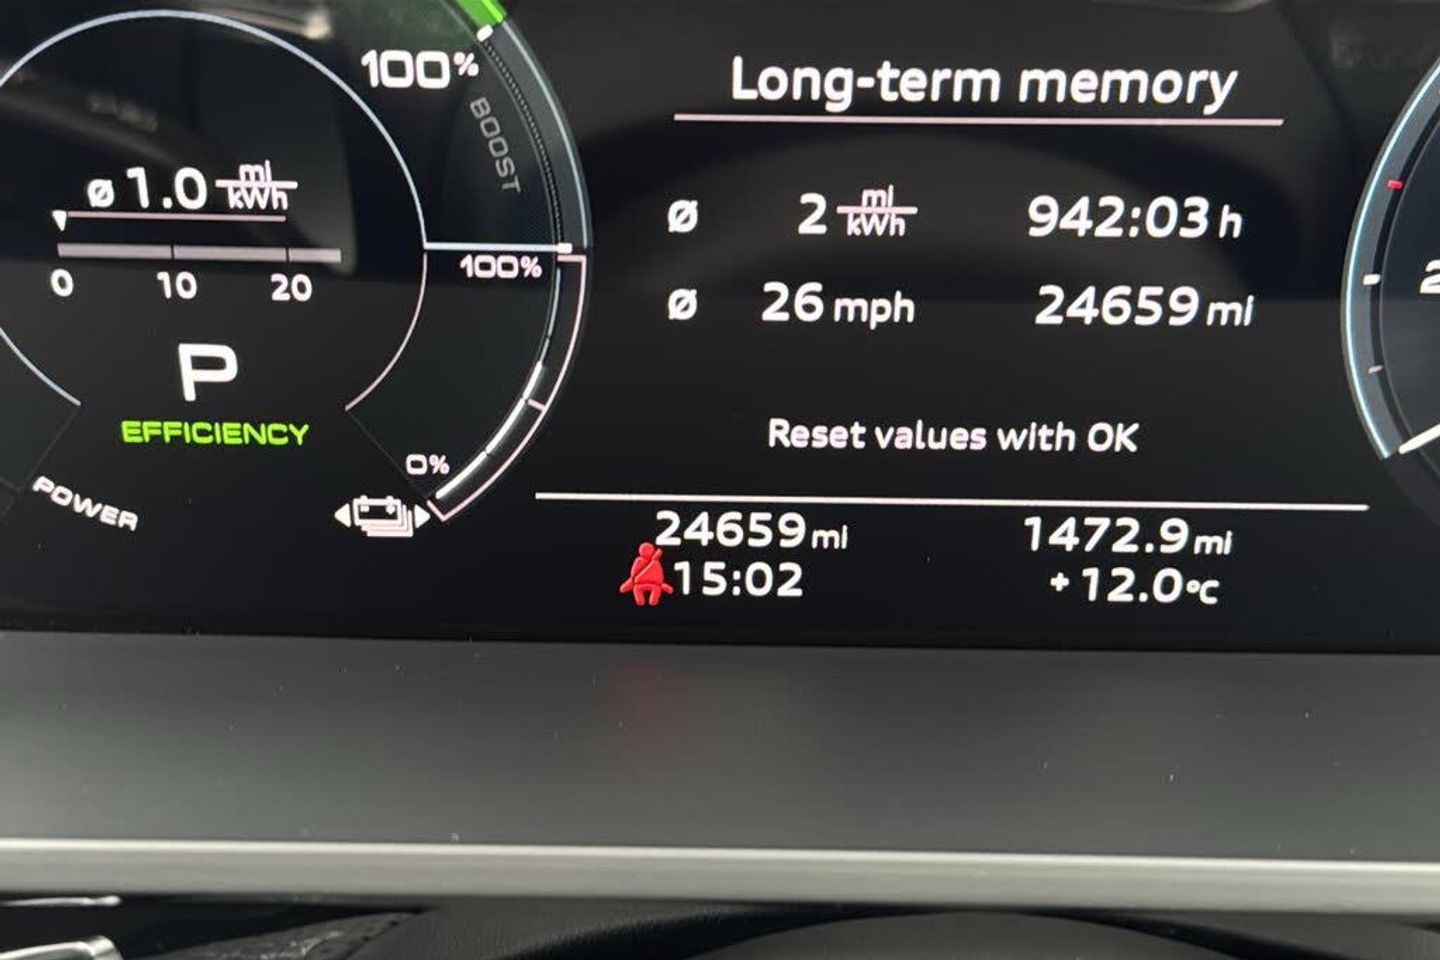 100%
BOOST
ø 1.0 mi/kWh
0 10 20
100%
P
EFFICIENCY
0%
POWER
Long-term memory
ø 2 mi/kWh 942:03 h
ø 26 mph 24659 mi
Reset values with OK
24659 mi 1472.9 mi
15:02 +12.0°C
2